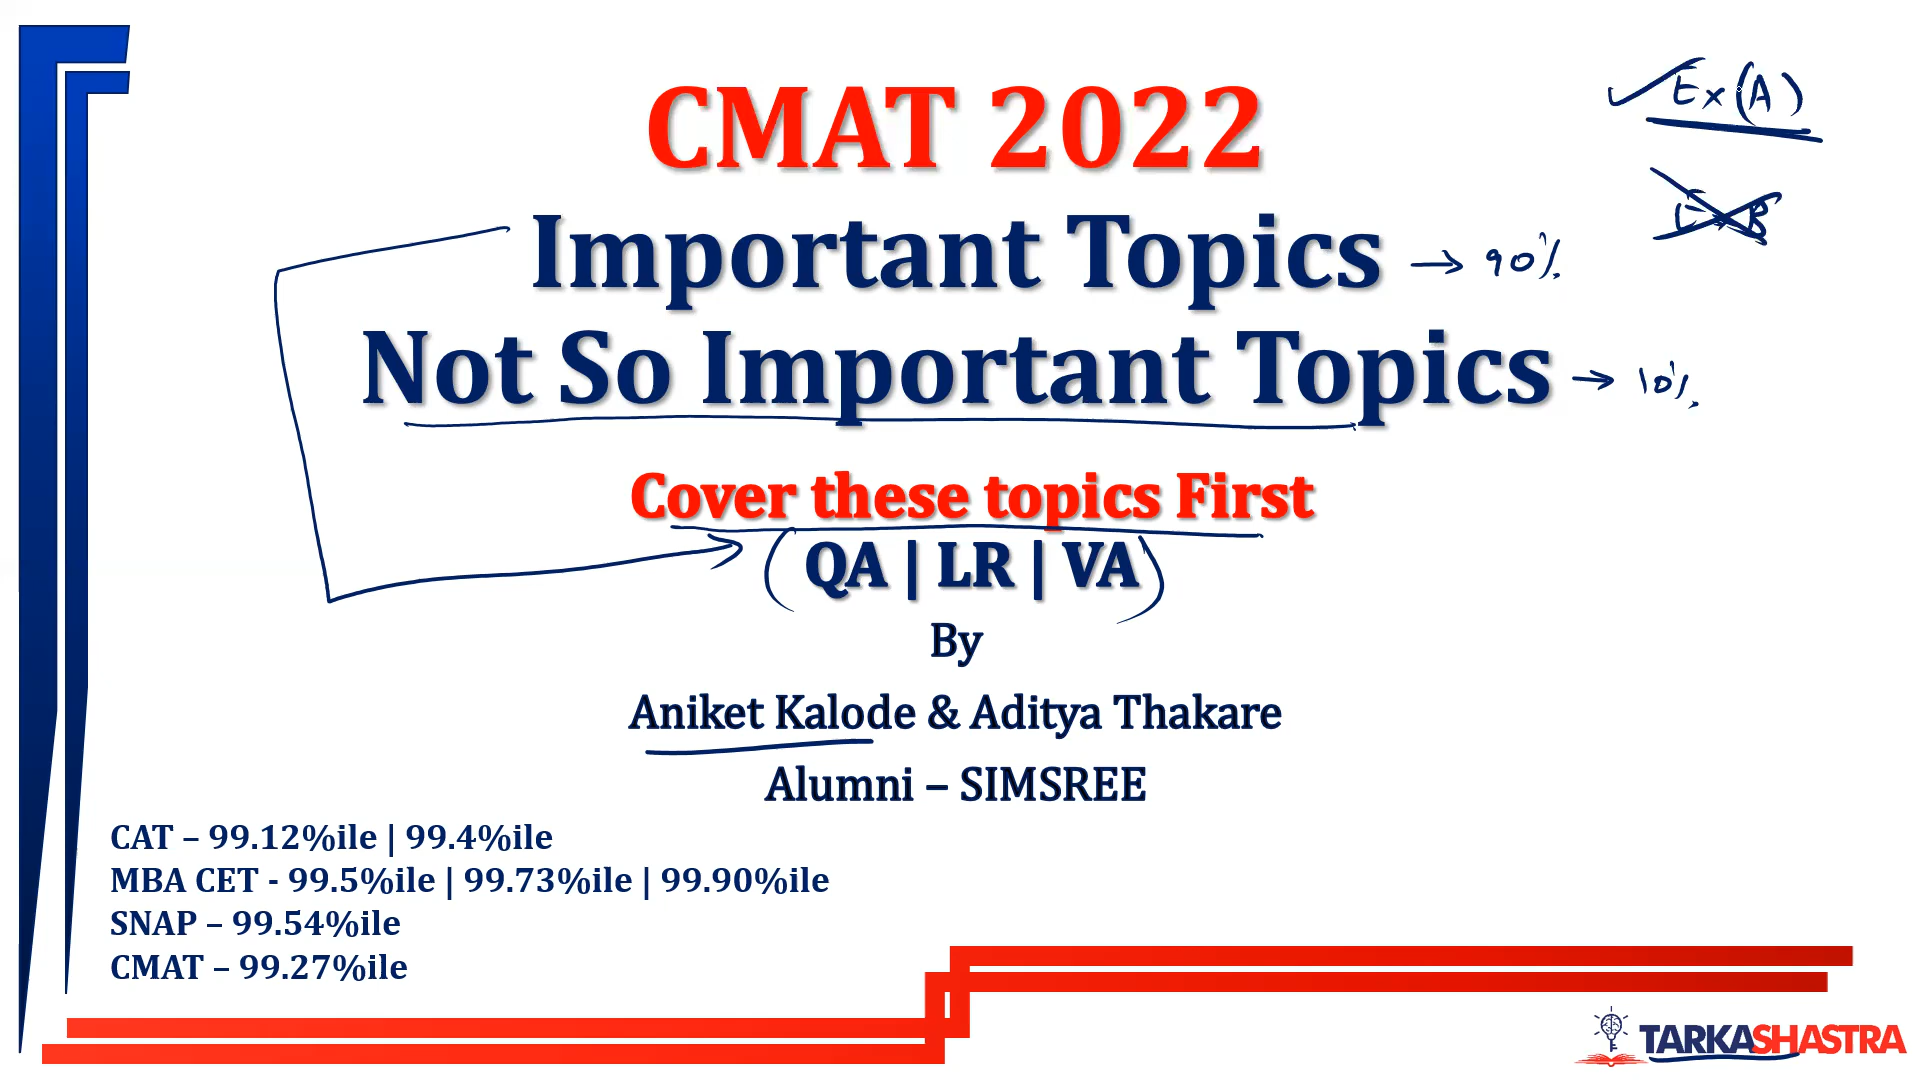 CMAT 2022
Ex(A)
Ex B
Important Topics → 90%
Not So Important Topics → 10%
Cover these topics First
(QA | LR | VA)
By
Aniket Kalode & Aditya Thakare
Alumni – SIMSREE
CAT – 99.12%ile | 99.4%ile
MBA CET - 99.5%ile | 99.73%ile | 99.90%ile
SNAP – 99.54%ile
CMAT – 99.27%ile
TARKASHASTRA